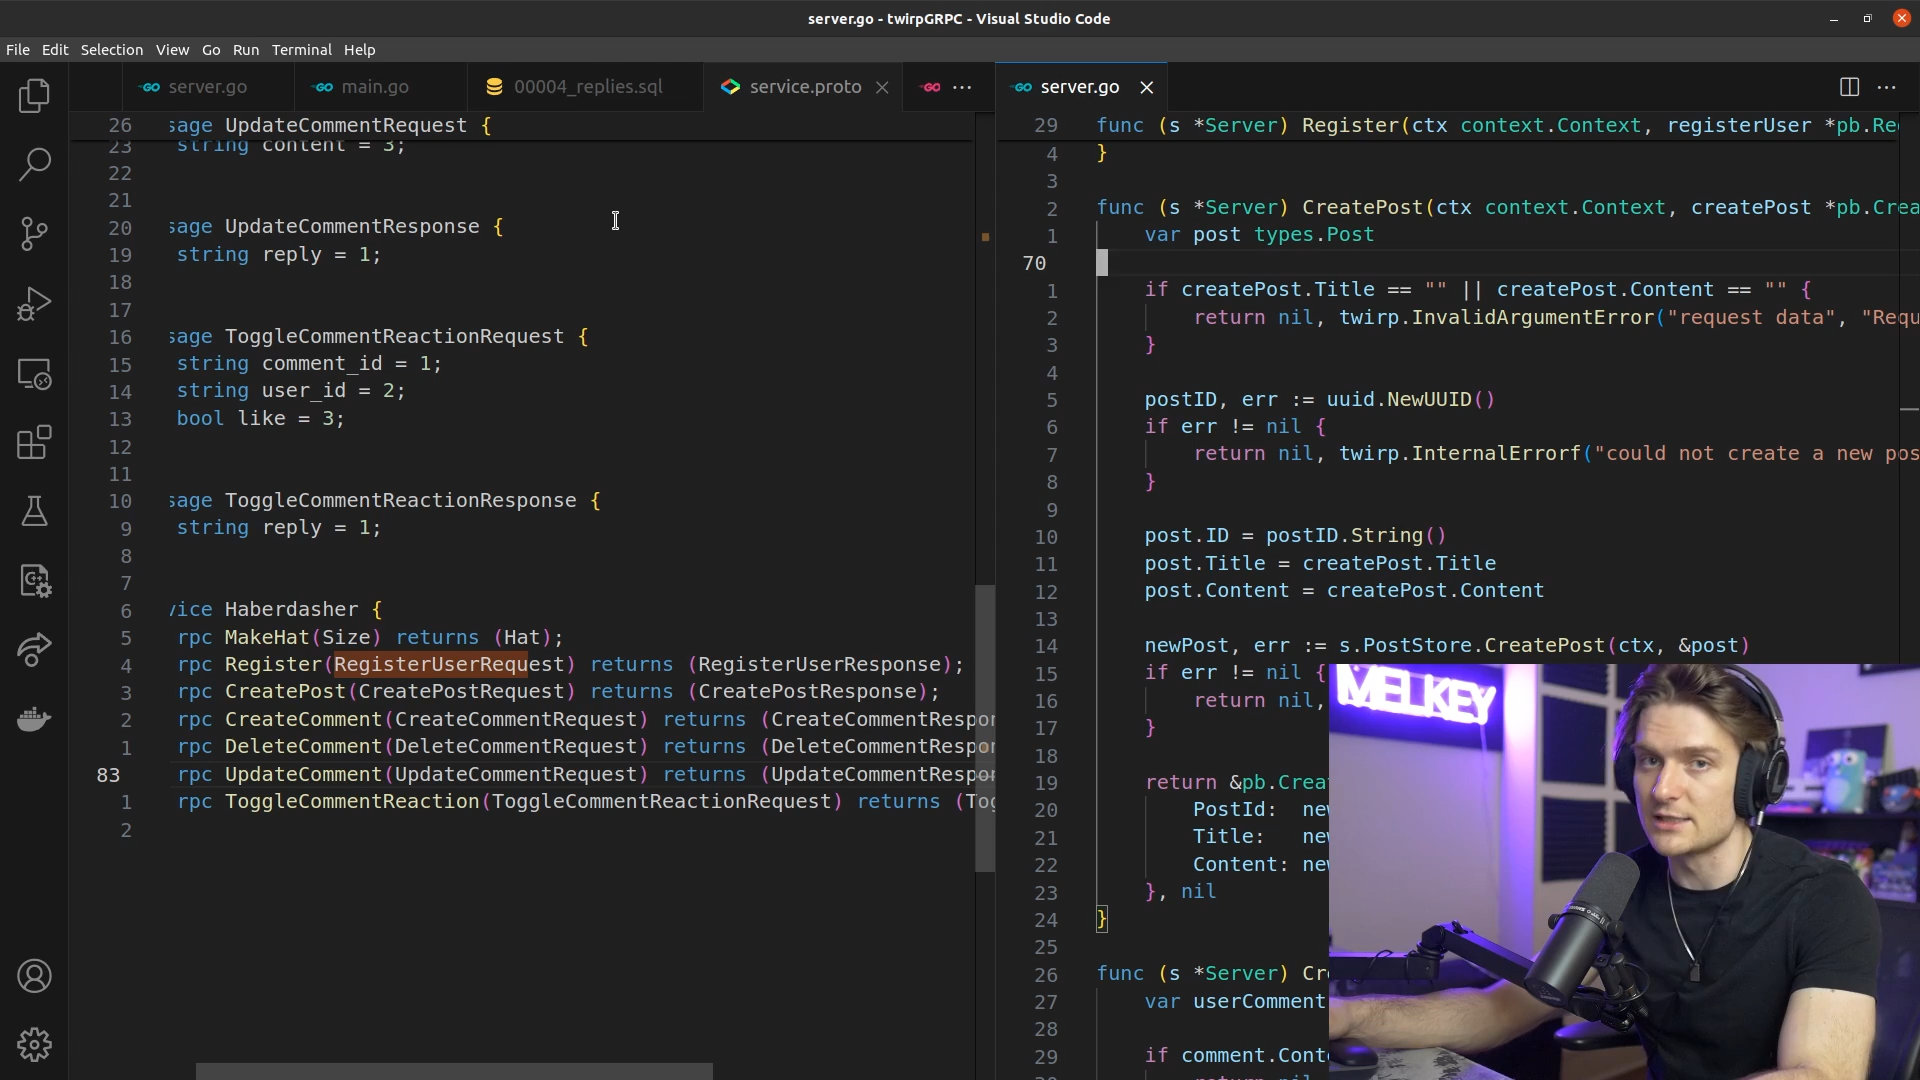 server.go - twirpGRPC - Visual Studio Code
File Edit Selection View Go Run Terminal Help
server.go main.go 00004_replies.sql service.proto
26 sage UpdateCommentRequest {
23 string content = 3;
22
21
20 sage UpdateCommentResponse {
19 string reply = 1;
18
17
16 sage ToggleCommentReactionRequest {
15 string comment_id = 1;
14 string user_id = 2;
13 bool like = 3;
12
11
10 sage ToggleCommentReactionResponse {
9 string reply = 1;
8
7
6 vice Haberdasher {
5 rpc MakeHat(Size) returns (Hat);
4 rpc Register(RegisterUserRequest) returns (RegisterUserResponse);
3 rpc CreatePost(CreatePostRequest) returns (CreatePostResponse);
2 rpc CreateComment(CreateCommentRequest) returns (CreateCommentRespon
1 rpc DeleteComment(DeleteCommentRequest) returns (DeleteCommentRespon
83 rpc UpdateComment(UpdateCommentRequest) returns (UpdateCommentRespon
1 rpc ToggleCommentReaction(ToggleCommentReactionRequest) returns (Tog
2
server.go
29 func (s *Server) Register(ctx context.Context, registerUser *pb.Re
4 }
3
2 func (s *Server) CreatePost(ctx context.Context, createPost *pb.Crea
1 var post types.Post
70
1 if createPost.Title == "" || createPost.Content == "" {
2 return nil, twirp.InvalidArgumentError("request data", "Requ
3 }
4
5 postID, err := uuid.NewUUID()
6 if err != nil {
7 return nil, twirp.InternalErrorf("could not create a new pos
8 }
9
10 post.ID = postID.String()
11 post.Title = createPost.Title
12 post.Content = createPost.Content
13
14 newPost, err := s.PostStore.CreatePost(ctx, &post)
15 if err != nil {
16 return nil,
17 }
18
19 return &pb.Creat
20 PostId: new
21 Title: new
22 Content: new
23 }, nil
24 }
25
26 func (s *Server) Cr
27 var userComment
28
29 if comment.Conte
MELKEY